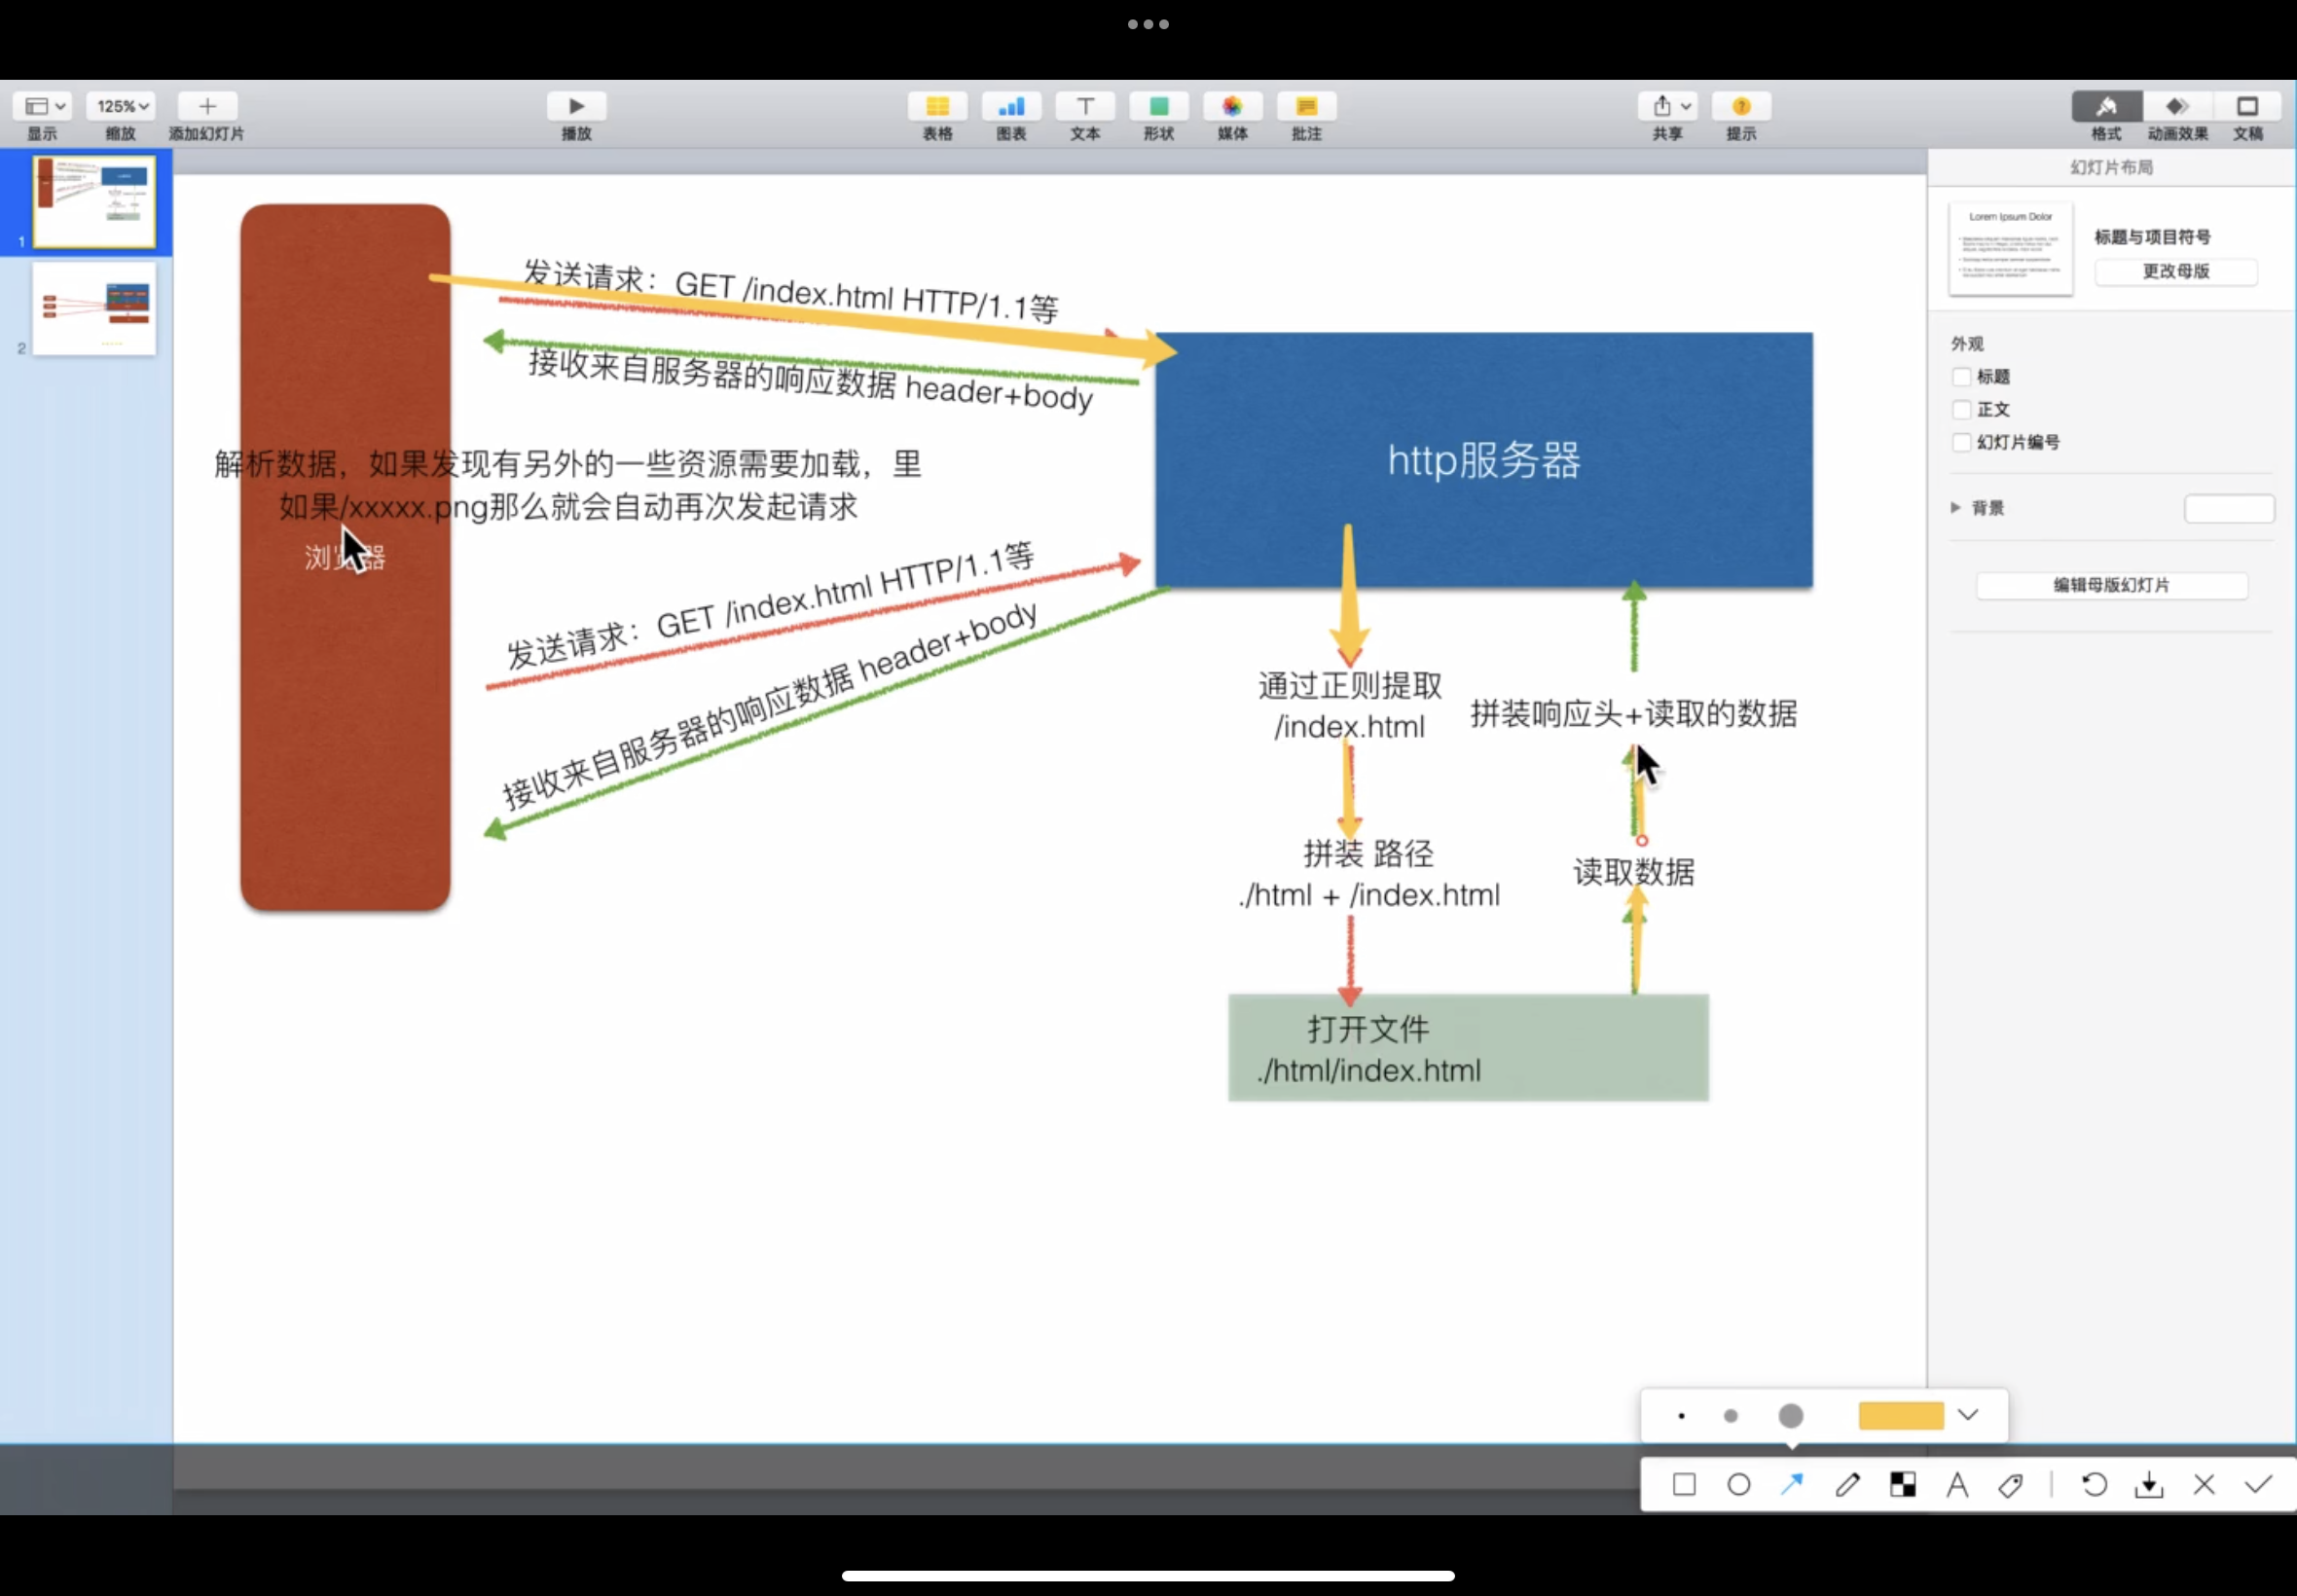 125%
显示
缩放
添加幻灯片
播放
表格
图表
文本
形状
媒体
批注
共享
提示
格式
动画效果
文稿
幻灯片布局
1
2
发送请求：GET /index.html HTTP/1.1等
接收来自服务器的响应数据 header+body
解析数据，如果发现有另外的一些资源需要加载，里
如果/xxxxx.png那么就会自动再次发起请求
浏览器
发送请求：GET /index.html HTTP/1.1等
接收来自服务器的响应数据 header+body
http服务器
通过正则提取
/index.html
拼装响应头+读取的数据
拼装 路径
./html + /index.html
读取数据
打开文件
./html/index.html
Lorem Ipsum Dolor
标题与项目符号
更改母版
外观
标题
正文
幻灯片编号
背景
编辑母版幻灯片